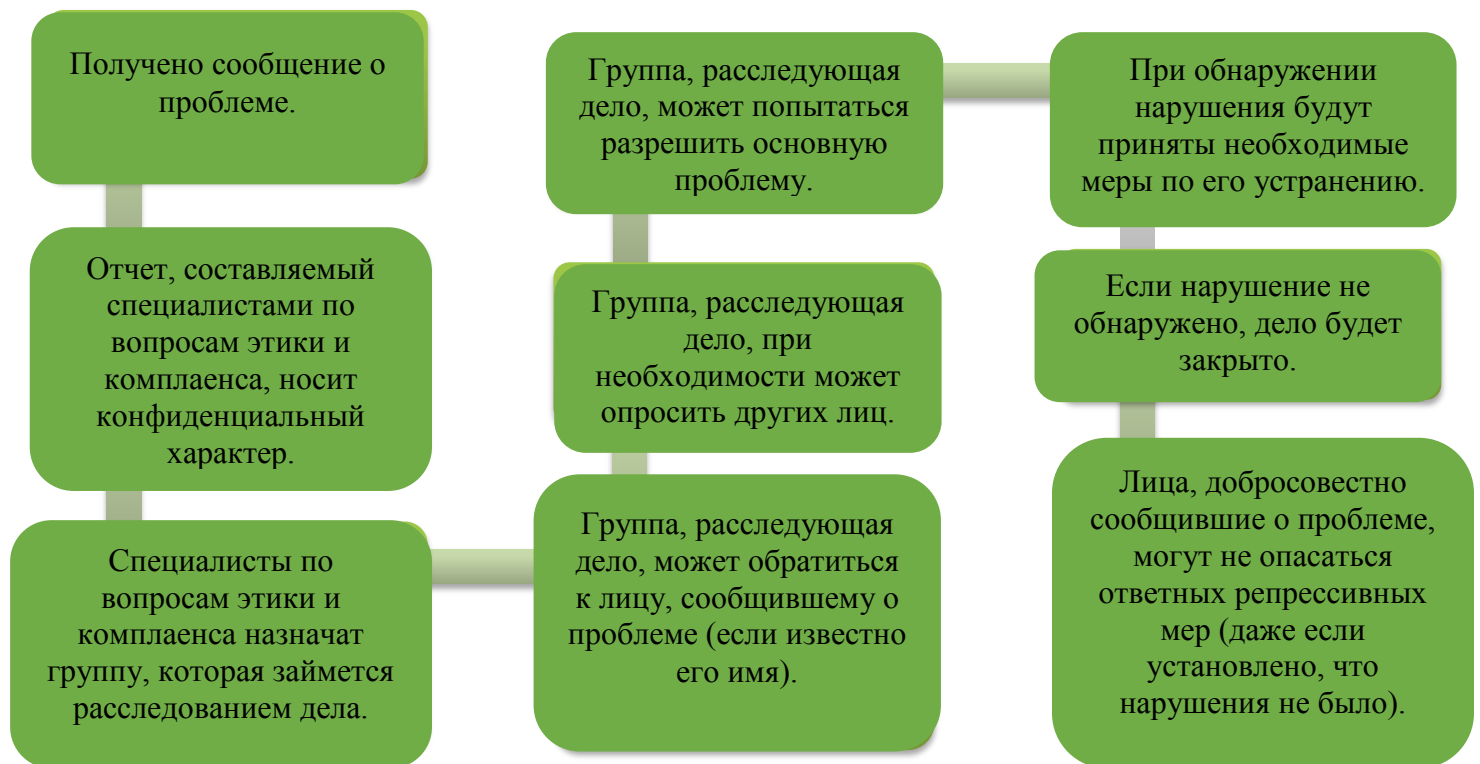 Получено сообщение о
проблеме.
Отчет, составляемый
специалистами по
вопросам этики и
комплаенса, носит
конфиденциальный
характер.
Специалисты по
вопросам этики и
комплаенса назначат
группу, которая займется
расследованием дела.
Группа, расследующая
дело, может обратиться
к лицу, сообщившему о
проблеме (если известно
его имя).
Группа, расследующая
дело, при
необходимости может
опросить других лиц.
Группа, расследующая
дело, может попытаться
разрешить основную
проблему.
При обнаружении
нарушения будут
приняты необходимые
меры по его устранению.
Если нарушение не
обнаружено, дело будет
закрыто.
Лица, добросовестно
сообщившие о проблеме,
могут не опасаться
ответных репрессивных
мер (даже если
установлено, что
нарушения не было).